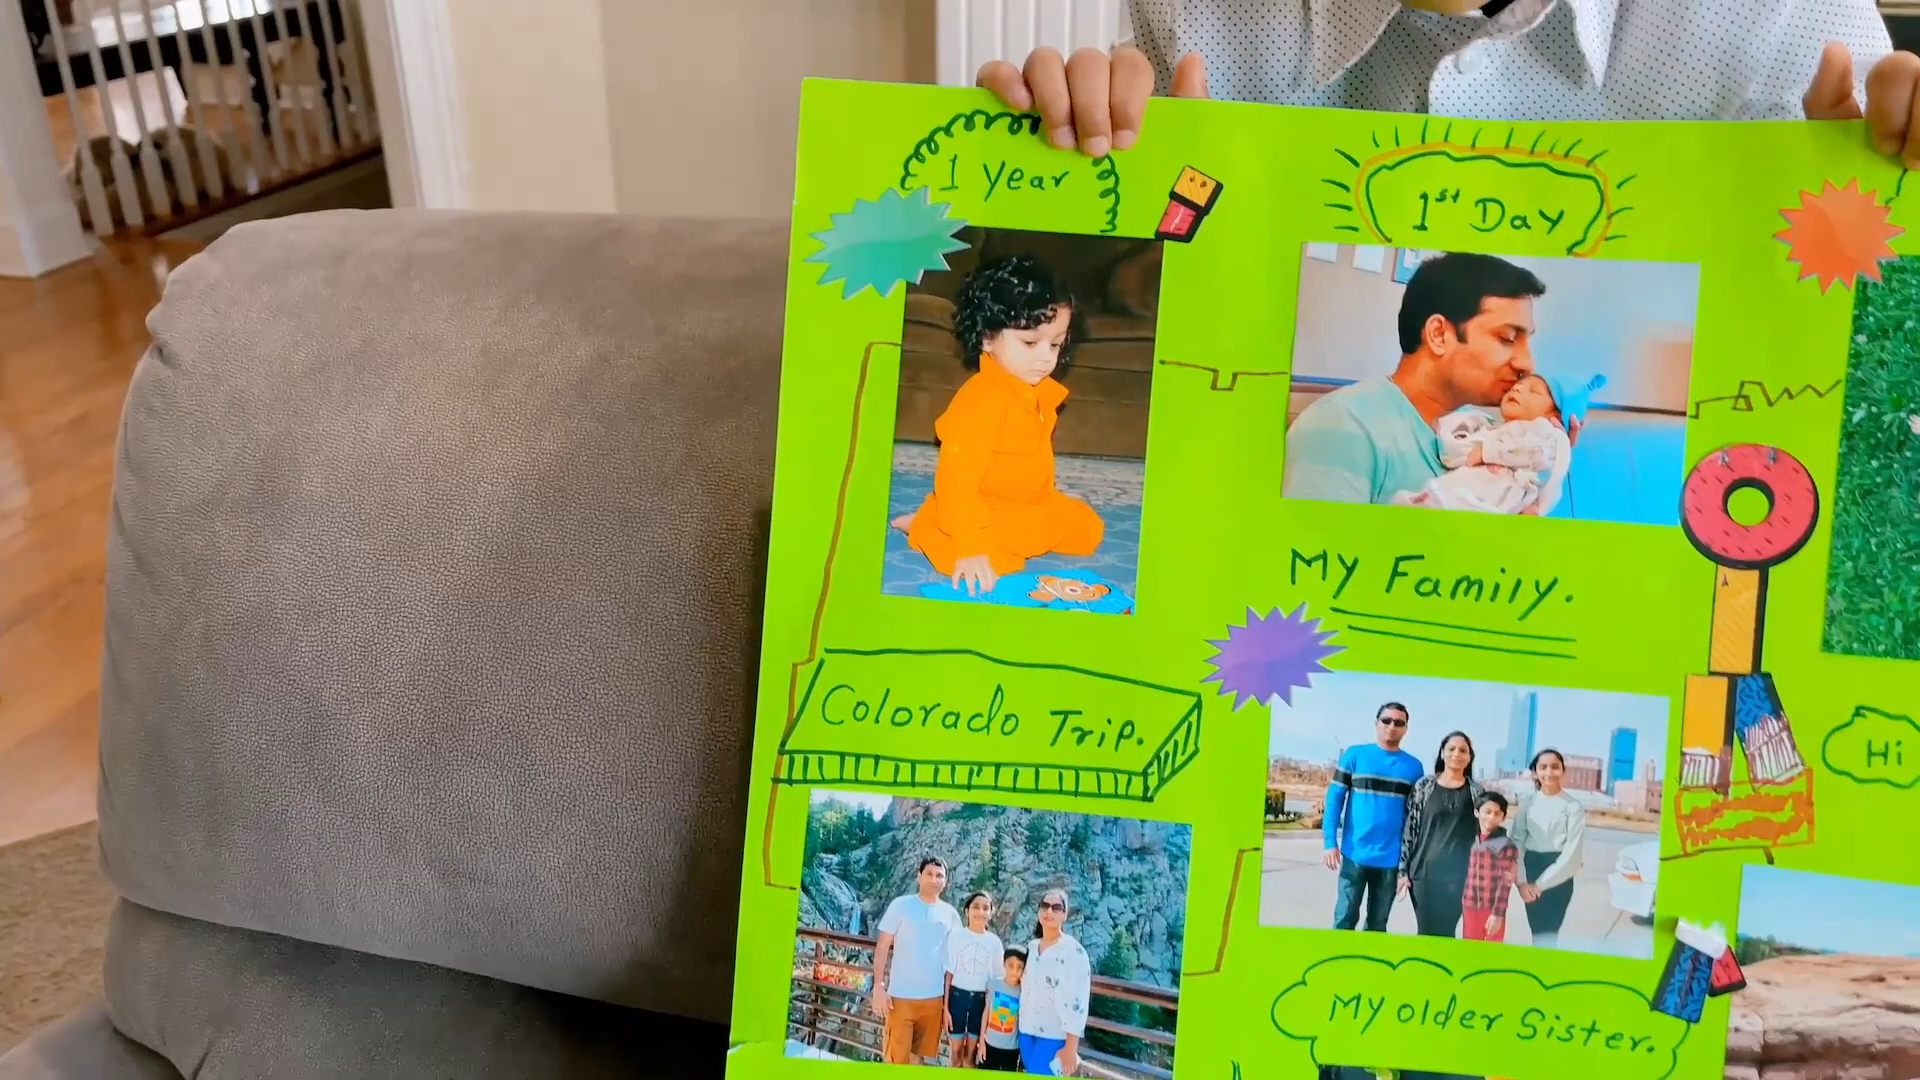 1 Year
1st Day
My Family.
Colorado Trip.
Hi
My older Sister.